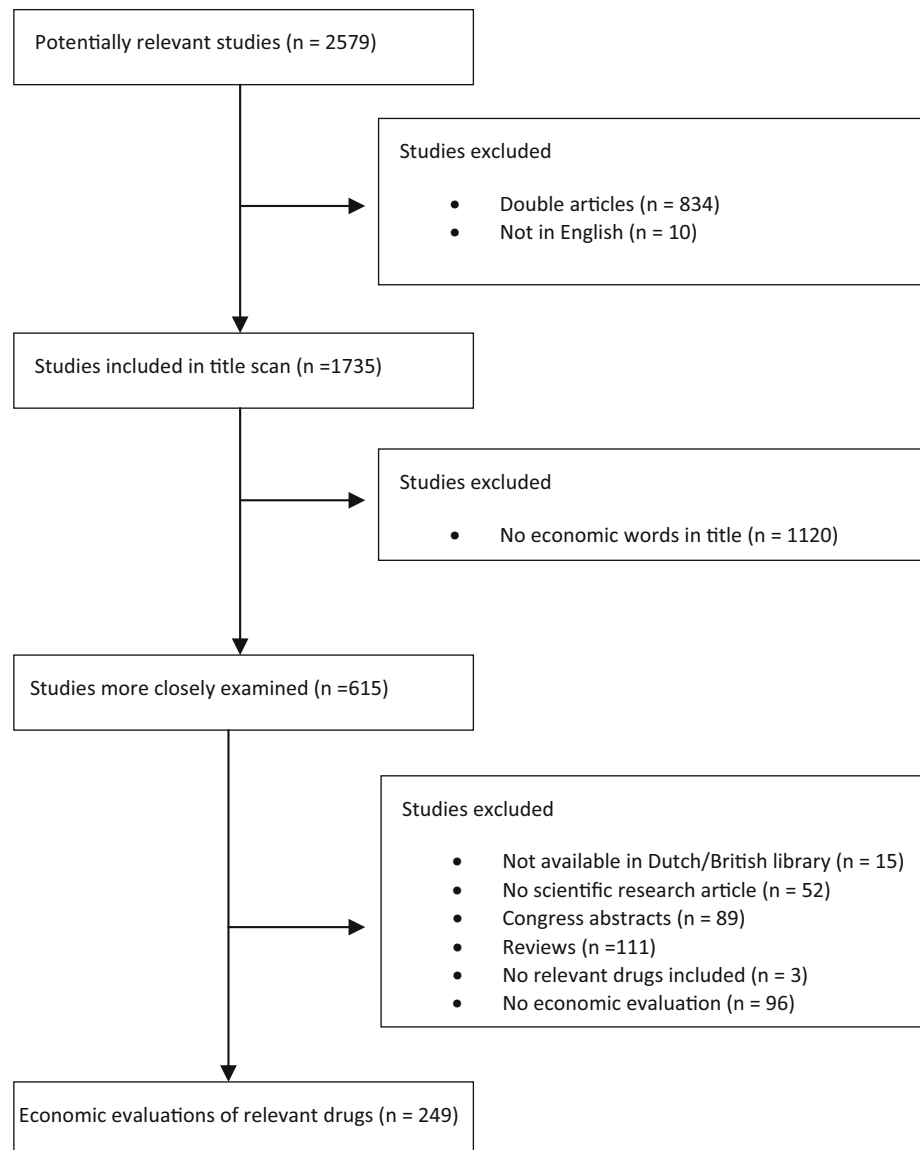 Potentially relevant studies (n = 2579)
Studies excluded
• Double articles (n = 834)
• Not in English (n = 10)
Studies included in title scan (n =1735)
Studies excluded
• No economic words in title (n = 1120)
Studies more closely examined (n =615)
Studies excluded
• Not available in Dutch/British library (n = 15)
• No scientific research article (n = 52)
• Congress abstracts (n = 89)
• Reviews (n =111)
• No relevant drugs included (n = 3)
• No economic evaluation (n = 96)
Economic evaluations of relevant drugs (n = 249)